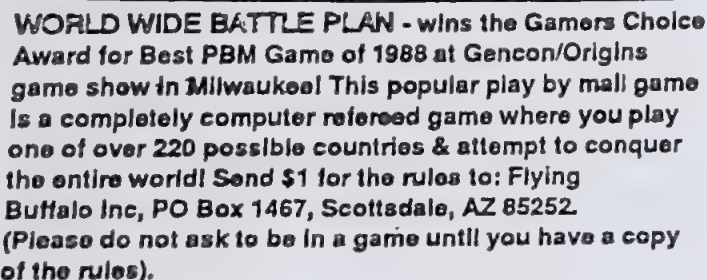 WORLD WIDE BATTLE PLAN - wins the Gamers Choice
Award for Best PBM Game of 1988 at Gencon/Origins
game show in Milwaukee! This popular play by mail game
is a completely computer refereed game where you play
one of over 220 possible countries & attempt to conquer
the entire world! Send $1 for the rules to: Flying
Buffalo Inc, PO Box 1467, Scottsdale, AZ 85252.
(Please do not ask to be in a game until you have a copy
of the rules).